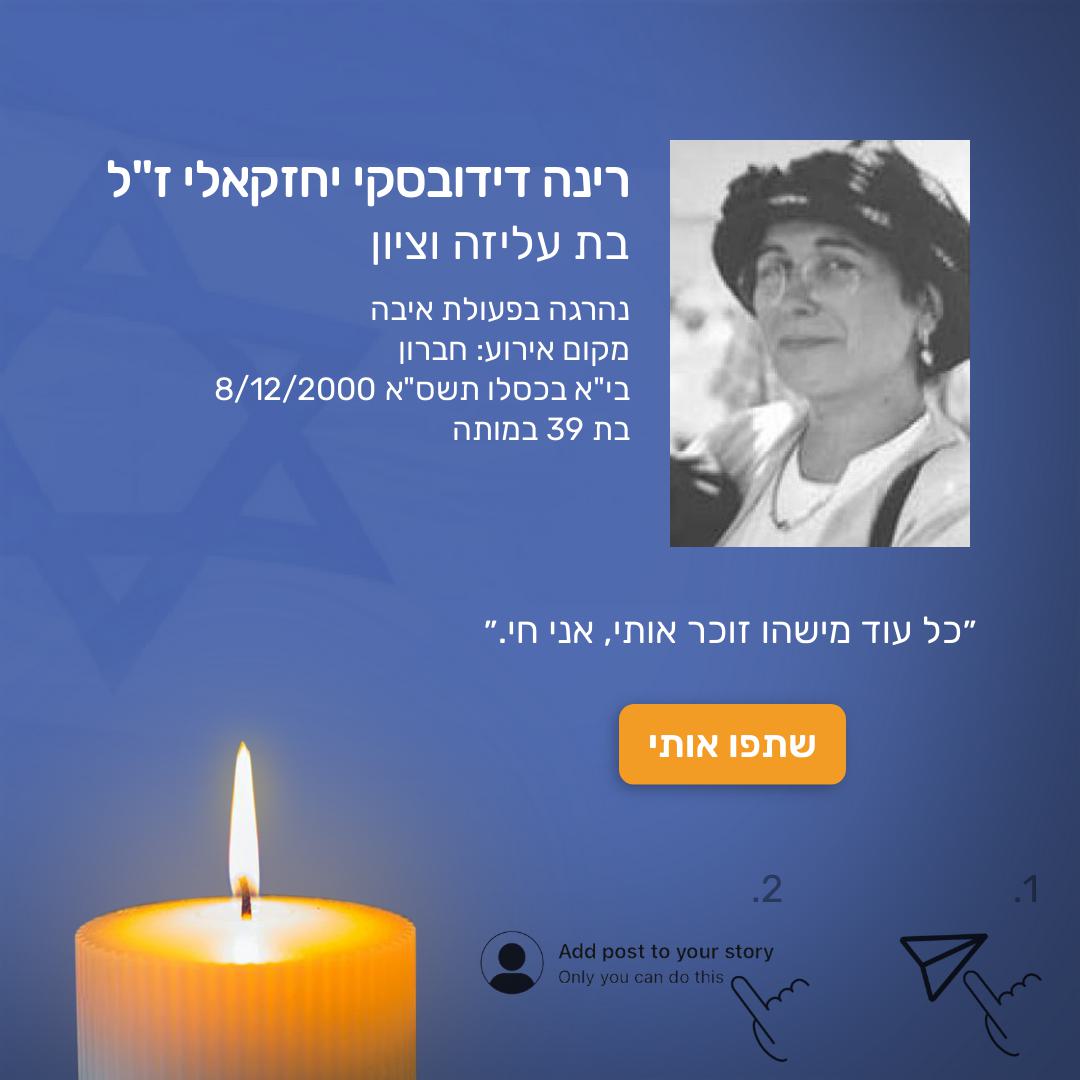 רינה דידובסקי יחזקאלי ז"ל
בת עליזה וציון
נהרגה בפעולת איבה
מקום אירוע: חברון
בי"א בכסלו תשס"א 8/12/2000
בת 39 במותה
״כל עוד מישהו זוכר אותי, אני חי.״
שתפו אותי
1.
2.
Add post to your story
Only you can do this